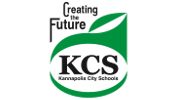 Creating
the
Future
KCS
Kannapolis City Schools